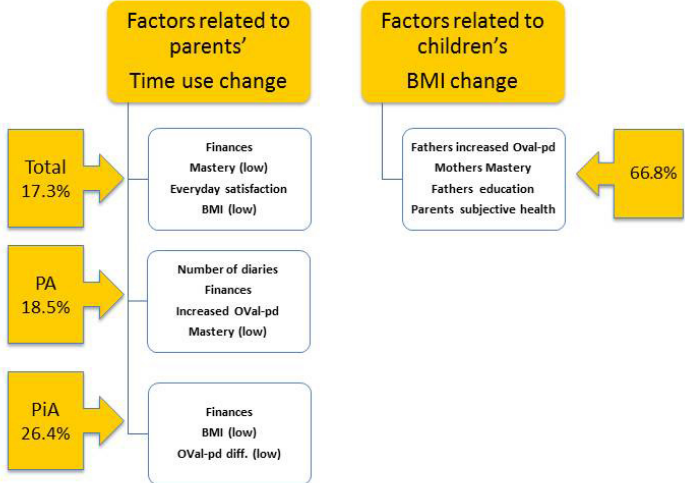 Factors related to
parents'
Time use change
Factors related to
children's
BMI change
Total
17.3%
Finances
Mastery (low)
Everyday satisfaction
BMI (low)
Fathers increased Oval-pd
Mothers Mastery
Fathers education
Parents subjective health
66.8%
PA
18.5%
Number of diaries
Finances
Increased OVal-pd
Mastery (low)
PiA
26.4%
Finances
BMI (low)
OVal-pd diff. (low)